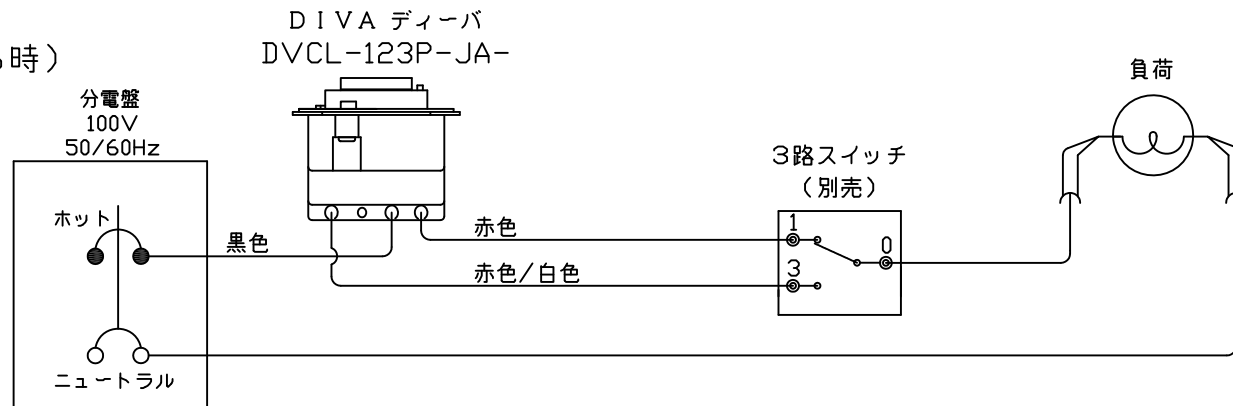 DIVA ディーバ
DVCL-123P-JA-
時）
分電盤
100V
50/60Hz
負荷
3路スイッチ
（別売）
ホット
黒色
赤色
1
0
赤色/白色
3
ニュートラル